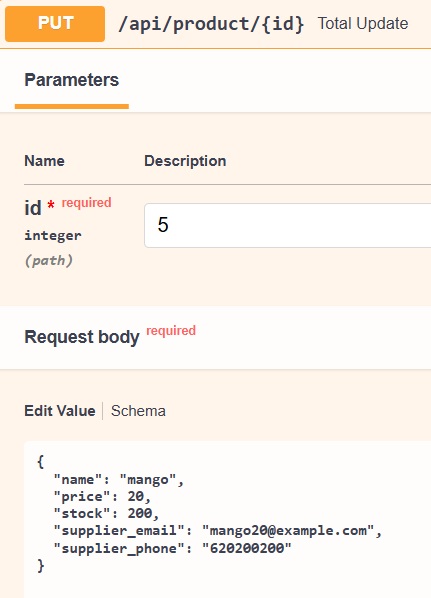 PUT /api/product/{id} Total Update
Parameters
Name Description
id * required 5
integer
(path)
Request body required
Edit Value Schema
{
  "name": "mango",
  "price": 20,
  "stock": 200,
  "supplier_email": "mango20@example.com",
  "supplier_phone": "620200200"
}